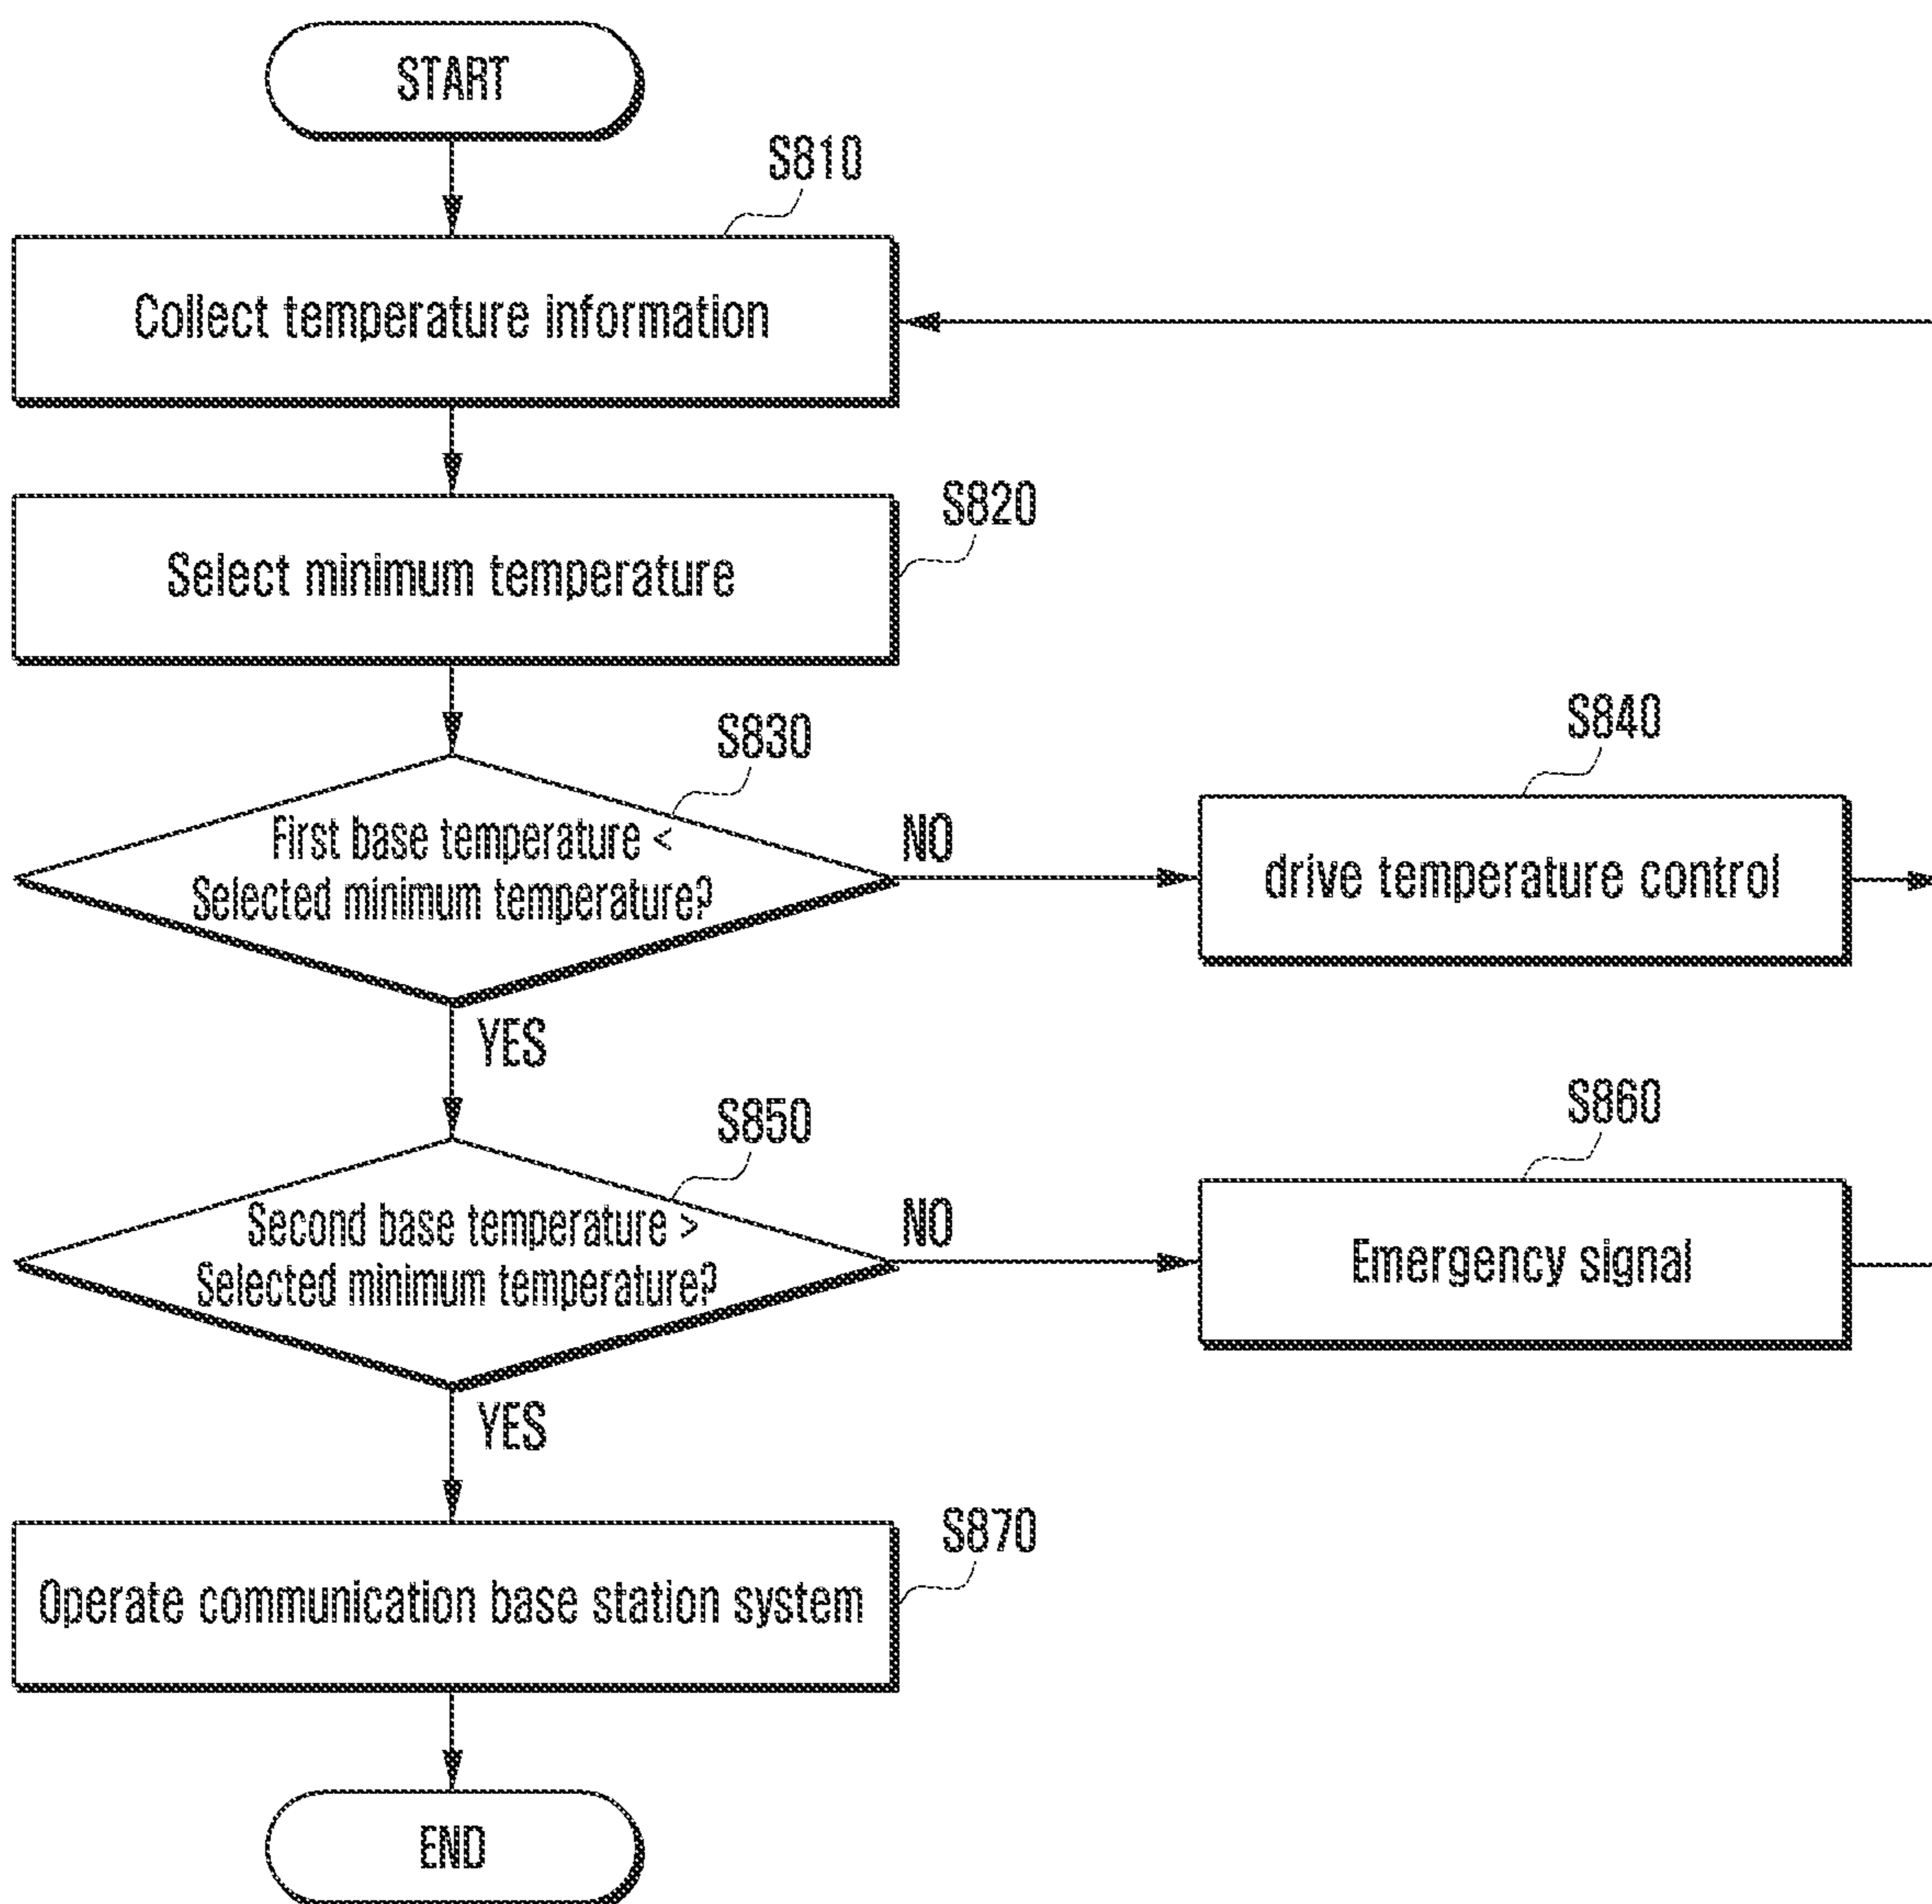 START
S810
Collect temperature information
S820
Select minimum temperature
S830
First base temperature <
Selected minimum temperature?
NO
S840
drive temperature control
YES
S850
Second base temperature >
Selected minimum temperature?
NO
S860
Emergency signal
YES
S870
Operate communication base station system
END